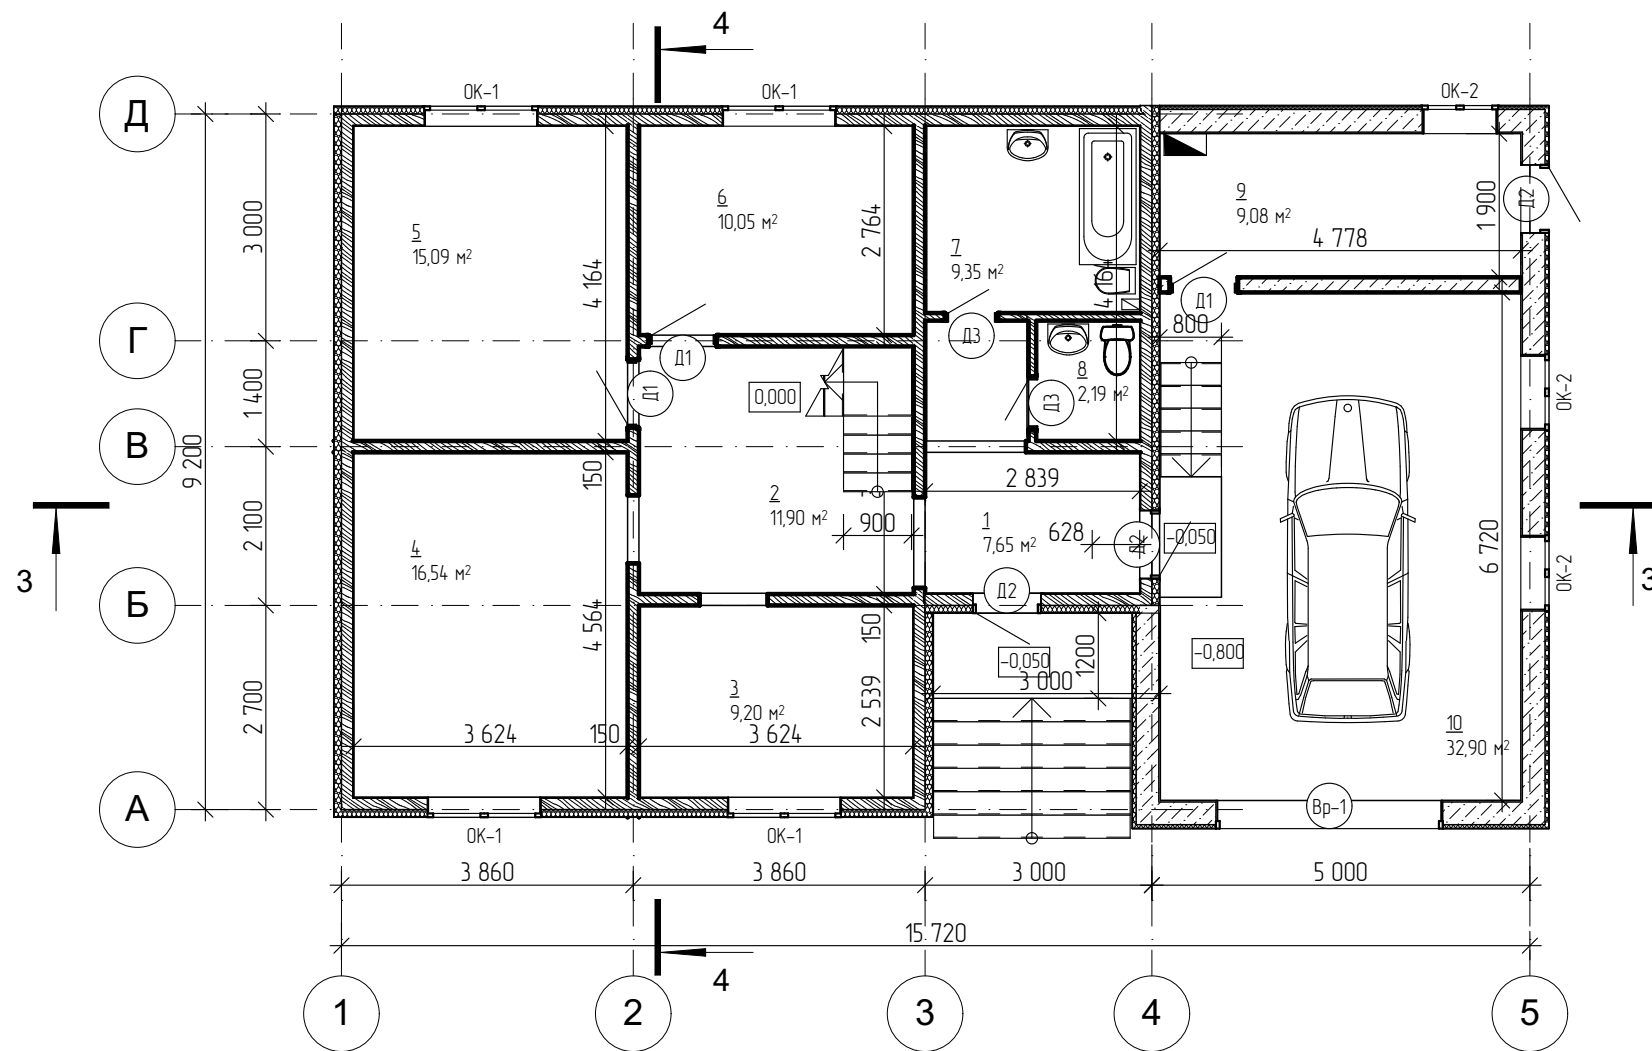 4
ОК-1
ОК-1
ОК-2
Д
Г
В
Б
А
9 200
3 000
1 400
2 100
2 700
5
15,09 м²
4 164
6
10,05 м²
2 764
7
9,35 м²
4 164
9
9,08 м²
1 900
Д2
4 778
Д1
800
Д3
8
2,19 м²
Д3
Д1
Д1
0,000
ОК-2
150
2
11,90 м²
900
2 839
1
7,65 м²
628
Д2
-0,050
6 720
ОК-2
3
3
4
16,54 м²
4 564
Д2
150
-0,050
1200
3 000
-0,800
3
9,20 м²
2 539
3 624
150
3 624
10
32,90 м²
Вр-1
ОК-1
ОК-1
3 860
3 860
3 000
5 000
15 720
4
1
2
3
4
5